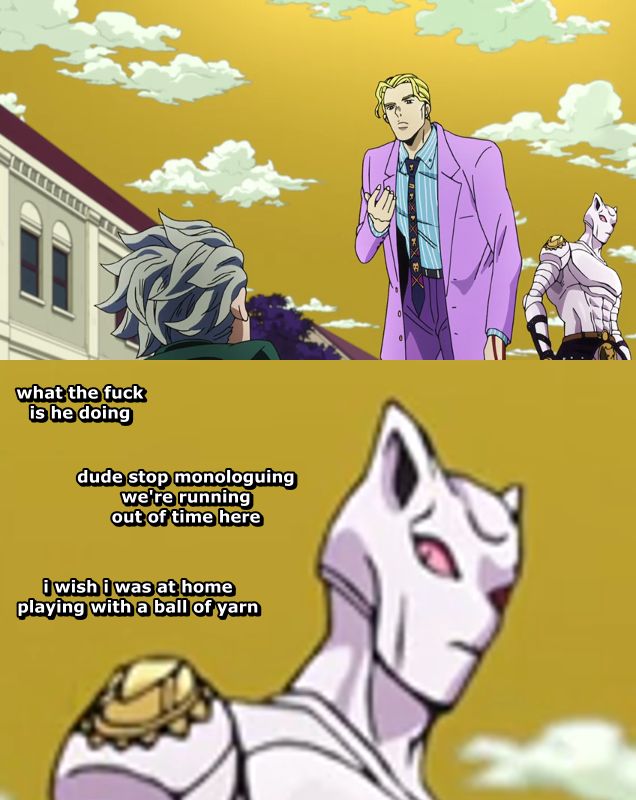 what the fuck
is he doing
dude stop monologuing
we're running
out of time here
i wish i was at home
playing with a ball of yarn